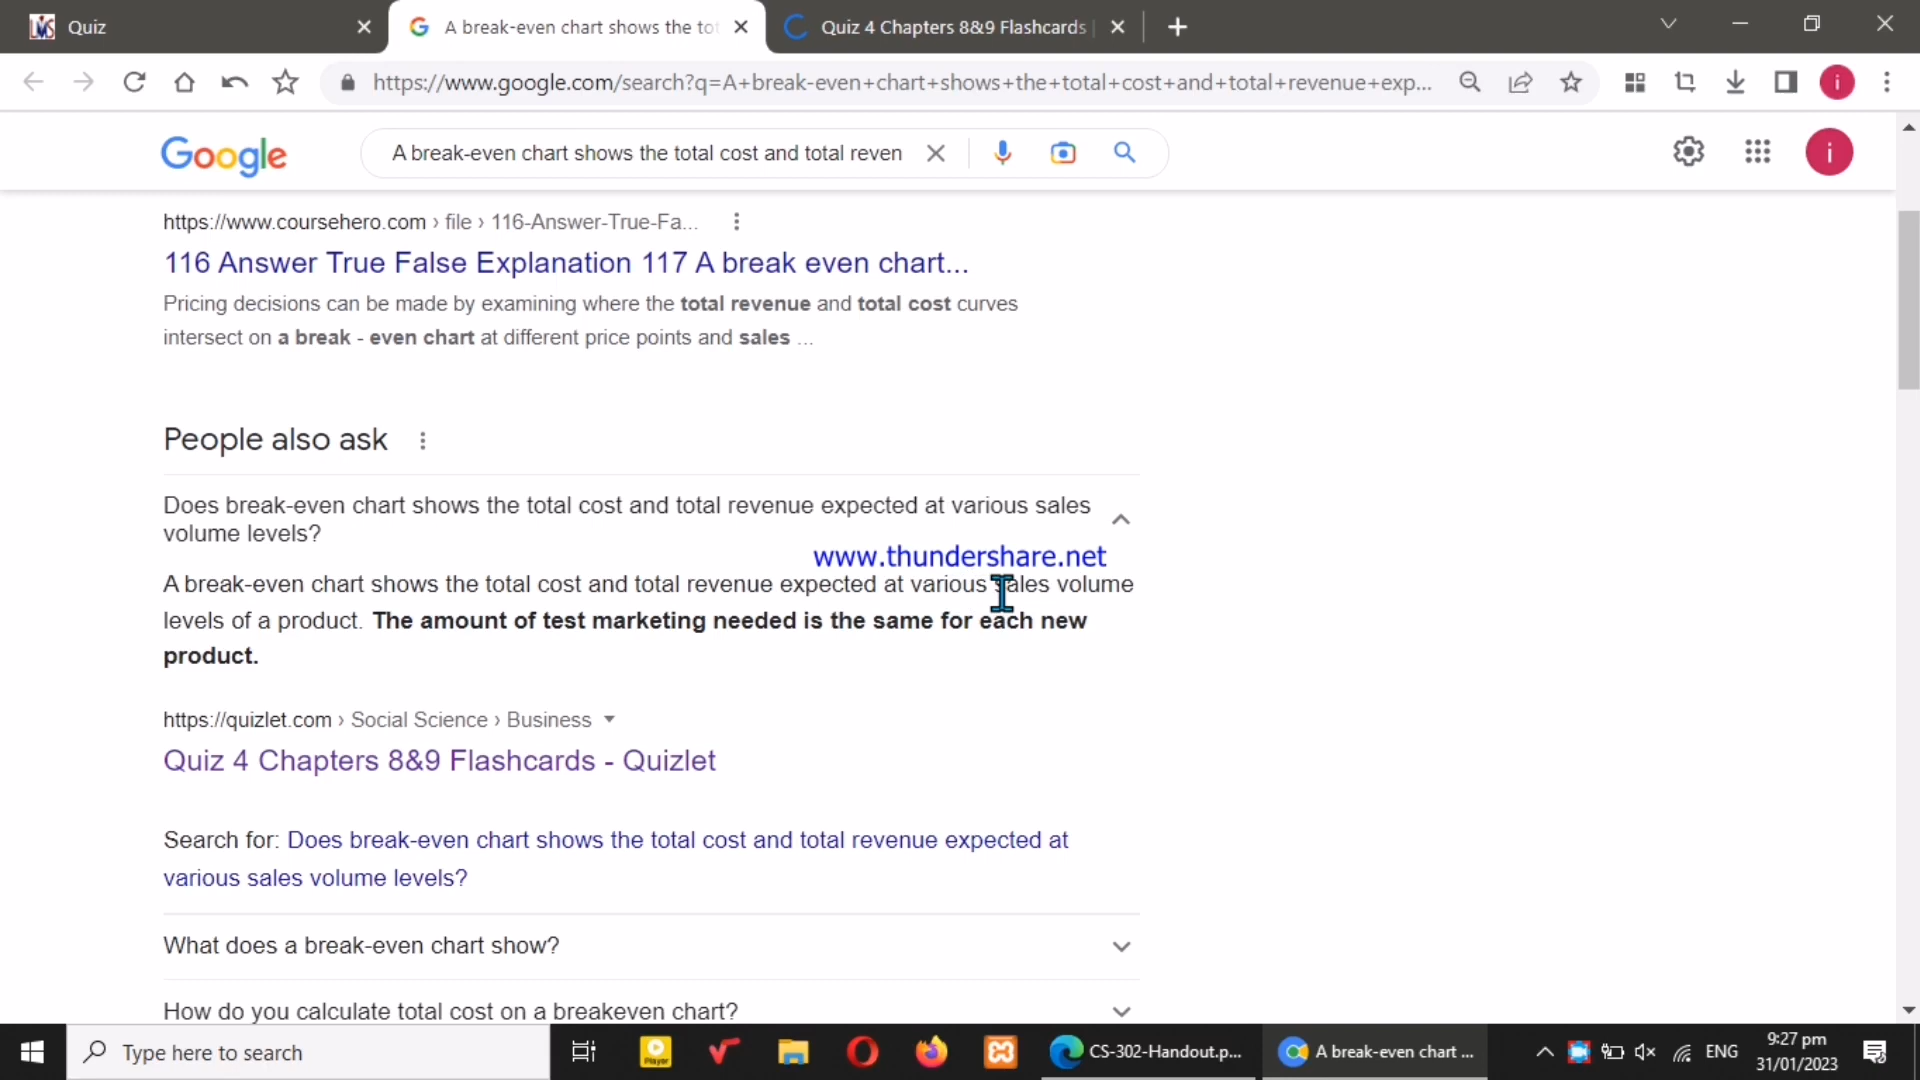 Quiz
A break-even chart shows the tot
Quiz 4 Chapters 8&9 Flashcards
https://www.google.com/search?q=A+break-even+chart+shows+the+total+cost+and+total+revenue+exp...
Google
A break-even chart shows the total cost and total reven
i
https://www.coursehero.com › file › 116-Answer-True-Fa...
116 Answer True False Explanation 117 A break even chart...
Pricing decisions can be made by examining where the total revenue and total cost curves
intersect on a break - even chart at different price points and sales ...
People also ask
Does break-even chart shows the total cost and total revenue expected at various sales
volume levels?
www.thundershare.net
A break-even chart shows the total cost and total revenue expected at various sales volume
levels of a product. The amount of test marketing needed is the same for each new
product.
https://quizlet.com › Social Science › Business
Quiz 4 Chapters 8&9 Flashcards - Quizlet
Search for: Does break-even chart shows the total cost and total revenue expected at
various sales volume levels?
What does a break-even chart show?
How do you calculate total cost on a breakeven chart?
Type here to search
Player
CS-302-Handout.p...
A break-even chart ...
ENG
9:27 pm
31/01/2023